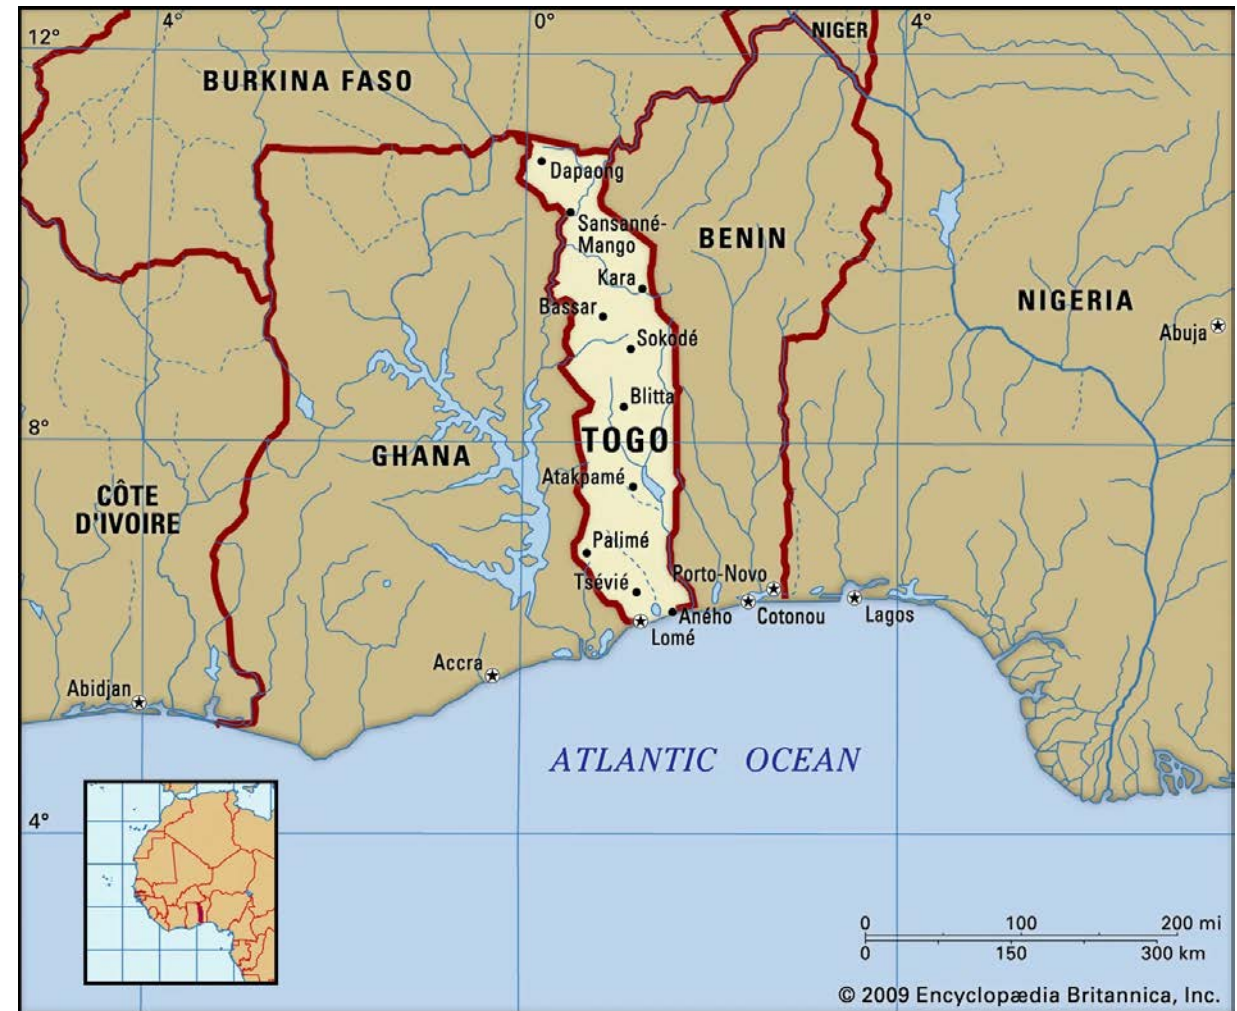 4°
0°
4°
12°
NIGER
BURKINA FASO
Dapaong
Sansanné-
Mango
BENIN
Kara
NIGERIA
Bassar
Abuja
Sokodé
Blitta
8°
TOGO
GHANA
Atakpamé
CÔTE
D'IVOIRE
Palimé
Tsévié
Porto-Novo
Aného
Cotonou
Lagos
Lomé
Accra
Abidjan
ATLANTIC OCEAN
4°
0 100 200 mi
0 150 300 km
© 2009 Encyclopædia Britannica, Inc.